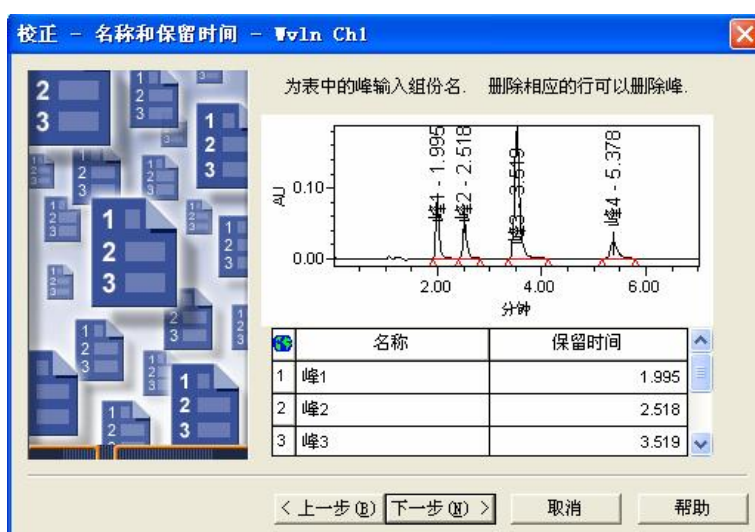 校正 - 名称和保留时间 - Wvln Ch1
为表中的峰输入组份名. 删除相应的行可以删除峰.
AU
0.10
0.00
峰1 - 1.995
峰2 - 2.518
峰3 - 3.519
峰4 - 5.378
2.00 4.00 6.00
分钟
名称 保留时间
1 峰1 1.995
2 峰2 2.518
3 峰3 3.519
1
2
3
< 上一步(B) 下一步(N) > 取消 帮助